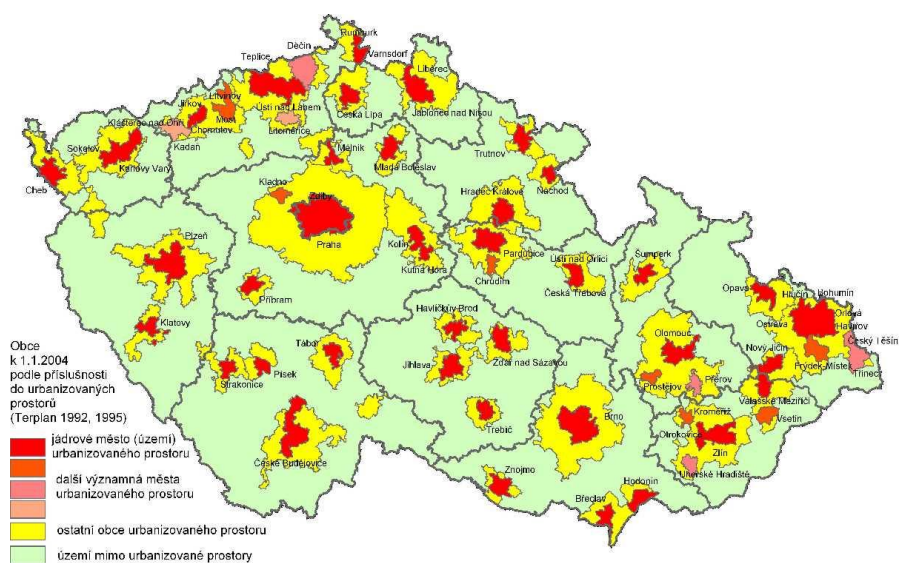 Rumburk
Děčín
Varnsdorf
Teplice
Liberec
Litvínov
Jirkov
Ústí nad Labem
Česká Lípa
Jablonec nad Nisou
Klášterec nad Ohří
Most
Chomutov
Litoměřice
Kadaň
Sokolov
Karlovy Vary
Cheb
Mělník
Mladá Boleslav
Trutnov
Náchod
Kladno
Zdiby
Hradec Králové
Praha
Kolín
Kutná Hora
Pardubice
Chrudim
Ústí nad Orlicí
Česká Třebová
Šumperk
Plzeň
Příbram
Klatovy
Opava
Hlučín
Bohumín
Orlová
Ostrava
Havířov
Český Těšín
Nový Jičín
Frýdek-Místek
Třinec
Havlíčkův Brod
Jihlava
Žďár nad Sázavou
Olomouc
Prostějov
Přerov
Valašské Meziříčí
Vsetín
Tábor
Písek
Strakonice
Třebíč
Brno
Kroměříž
Otrokovice
Zlín
Uherské Hradiště
České Budějovice
Znojmo
Hodonín
Břeclav
Obce
k 1.1.2004
podle příslušnosti
do urbanizovaných
prostorů
(Terplan 1992, 1995)
jádrové město (území)
urbanizovaného prostoru
další významná města
urbanizovaného prostoru
ostatní obce urbanizovaného prostoru
území mimo urbanizované prostory